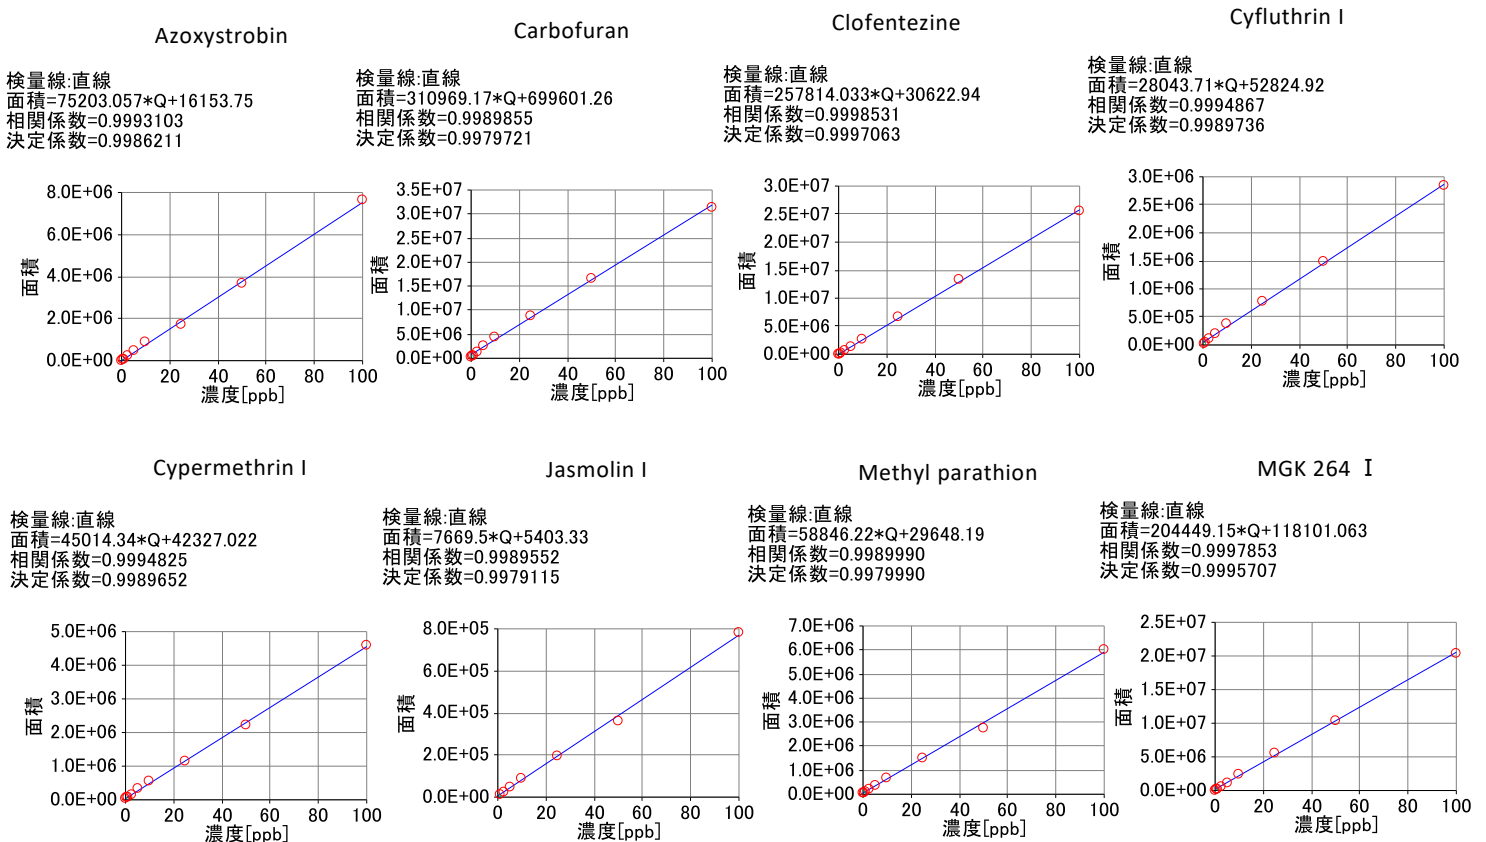 Azoxystrobin
検量線:直線
面積=75203.057*Q+16153.75
相関係数=0.9993103
決定係数=0.9986211
8.0E+06
6.0E+06
4.0E+06
2.0E+06
0.0E+00
面積
0 20 40 60 80 100
濃度[ppb]
Carbofuran
検量線:直線
面積=310969.17*Q+699601.26
相関係数=0.9989855
決定係数=0.9979721
3.5E+07
3.0E+07
2.5E+07
2.0E+07
1.5E+07
1.0E+07
5.0E+06
0.0E+00
面積
0 20 40 60 80 100
濃度[ppb]
Clofentezine
検量線:直線
面積=257814.033*Q+30622.94
相関係数=0.9998531
決定係数=0.9997063
3.0E+07
2.5E+07
2.0E+07
1.5E+07
1.0E+07
5.0E+06
0.0E+00
面積
0 20 40 60 80 100
濃度[ppb]
Cyfluthrin I
検量線:直線
面積=28043.71*Q+52824.92
相関係数=0.9994867
決定係数=0.9989736
3.0E+06
2.5E+06
2.0E+06
1.5E+06
1.0E+06
5.0E+05
0.0E+00
面積
0 20 40 60 80 100
濃度[ppb]
Cypermethrin I
検量線:直線
面積=45014.34*Q+42327.022
相関係数=0.9994825
決定係数=0.9989652
5.0E+06
4.0E+06
3.0E+06
2.0E+06
1.0E+06
0.0E+00
面積
0 20 40 60 80 100
濃度[ppb]
Jasmolin I
検量線:直線
面積=7669.5*Q+5403.33
相関係数=0.9989552
決定係数=0.9979115
8.0E+05
6.0E+05
4.0E+05
2.0E+05
0.0E+00
面積
0 20 40 60 80 100
濃度[ppb]
Methyl parathion
検量線:直線
面積=58846.22*Q+29648.19
相関係数=0.9989990
決定係数=0.9979990
7.0E+06
6.0E+06
5.0E+06
4.0E+06
3.0E+06
2.0E+06
1.0E+06
0.0E+00
面積
0 20 40 60 80 100
濃度[ppb]
MGK 264 Ⅰ
検量線:直線
面積=204449.15*Q+118101.063
相関係数=0.9997853
決定係数=0.9995707
2.5E+07
2.0E+07
1.5E+07
1.0E+07
5.0E+06
0.0E+00
面積
0 20 40 60 80 100
濃度[ppb]